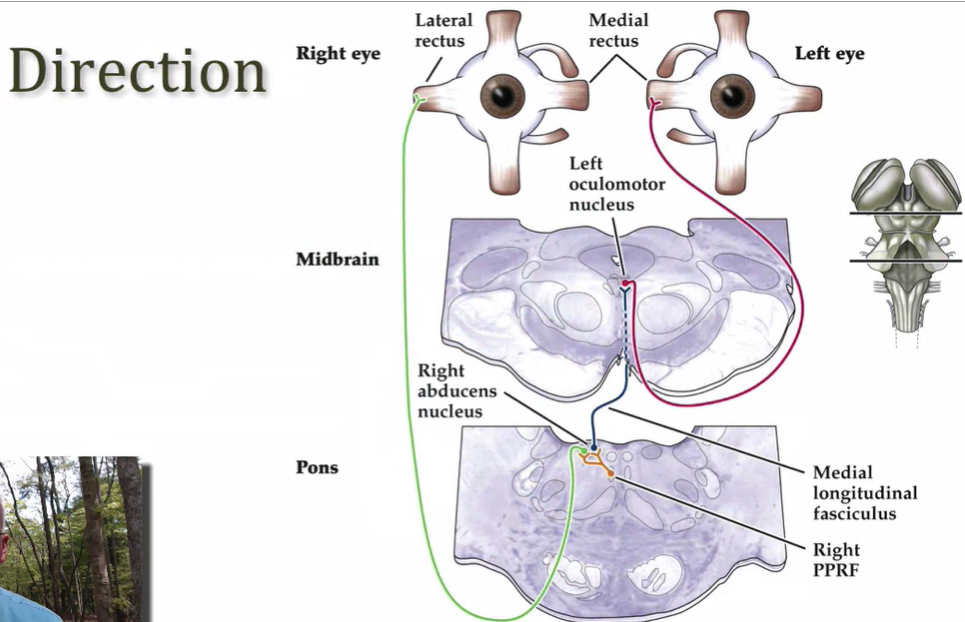 Direction
Right eye
Lateral
rectus
Medial
rectus
Left eye
Left
oculomotor
nucleus
Midbrain
Right
abducens
nucleus
Pons
Medial
longitudinal
fasciculus
Right
PPRF